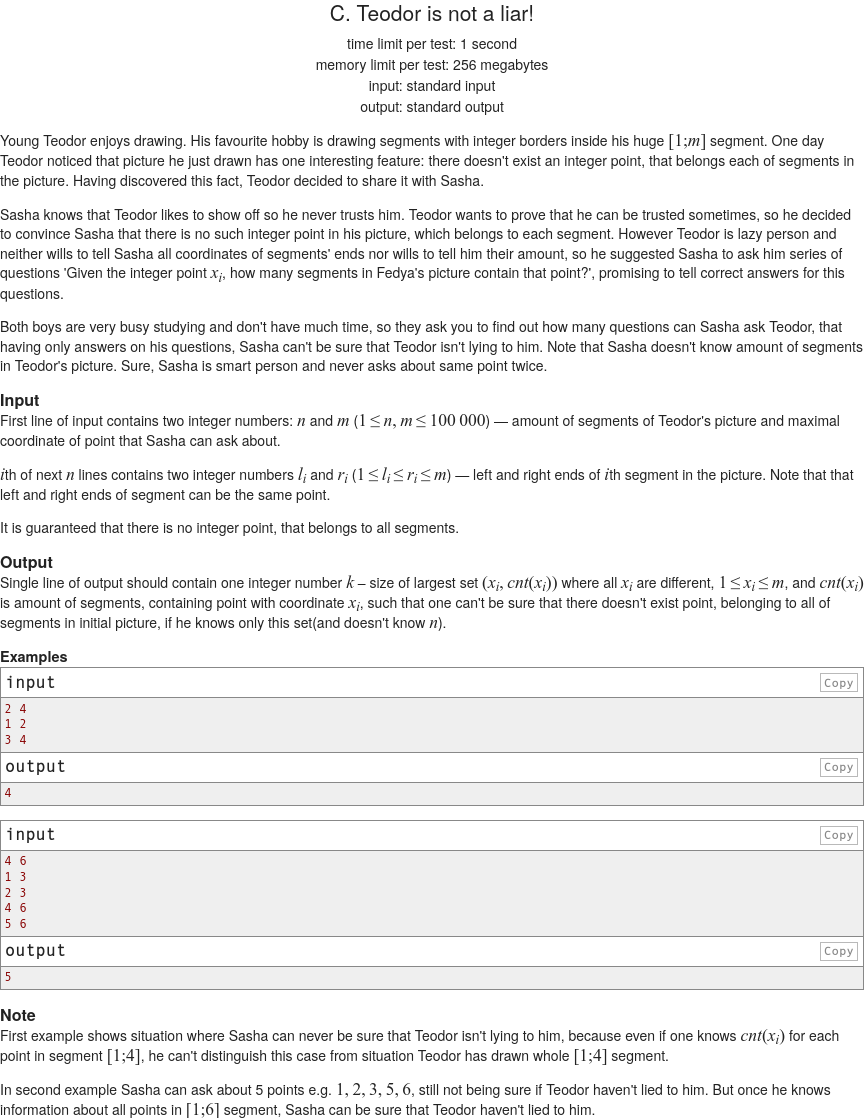 C. Teodor is not a liar!
time limit per test: 1 second
memory limit per test: 256 megabytes
input: standard input
output: standard output
Young Teodor enjoys drawing. His favourite hobby is drawing segments with integer borders inside his huge [1;m] segment. One day
Teodor noticed that picture he just drawn has one interesting feature: there doesn't exist an integer point, that belongs each of segments in
the picture. Having discovered this fact, Teodor decided to share it with Sasha.
Sasha knows that Teodor likes to show off so he never trusts him. Teodor wants to prove that he can be trusted sometimes, so he decided
to convince Sasha that there is no such integer point in his picture, which belongs to each segment. However Teodor is lazy person and
neither wills to tell Sasha all coordinates of segments' ends nor wills to tell him their amount, so he suggested Sasha to ask him series of
questions 'Given the integer point xᵢ, how many segments in Fedya's picture contain that point?', promising to tell correct answers for this
questions.
Both boys are very busy studying and don't have much time, so they ask you to find out how many questions can Sasha ask Teodor, that
having only answers on his questions, Sasha can't be sure that Teodor isn't lying to him. Note that Sasha doesn't know amount of segments
in Teodor's picture. Sure, Sasha is smart person and never asks about same point twice.
Input
First line of input contains two integer numbers: n and m (1 ≤ n, m ≤ 100 000) — amount of segments of Teodor's picture and maximal
coordinate of point that Sasha can ask about.
ith of next n lines contains two integer numbers lᵢ and rᵢ (1 ≤ lᵢ ≤ rᵢ ≤ m) — left and right ends of ith segment in the picture. Note that that
left and right ends of segment can be the same point.
It is guaranteed that there is no integer point, that belongs to all segments.
Output
Single line of output should contain one integer number k – size of largest set (xᵢ, cnt(xᵢ)) where all xᵢ are different, 1 ≤ xᵢ ≤ m, and cnt(xᵢ)
is amount of segments, containing point with coordinate xᵢ, such that one can't be sure that there doesn't exist point, belonging to all of
segments in initial picture, if he knows only this set(and doesn't know n).
Examples
input Copy
2 4
1 2
3 4
output Copy
4
input Copy
4 6
1 3
2 3
4 6
5 6
output Copy
5
Note
First example shows situation where Sasha can never be sure that Teodor isn't lying to him, because even if one knows cnt(xᵢ) for each
point in segment [1;4], he can't distinguish this case from situation Teodor has drawn whole [1;4] segment.
In second example Sasha can ask about 5 points e.g. 1, 2, 3, 5, 6, still not being sure if Teodor haven't lied to him. But once he knows
information about all points in [1;6] segment, Sasha can be sure that Teodor haven't lied to him.